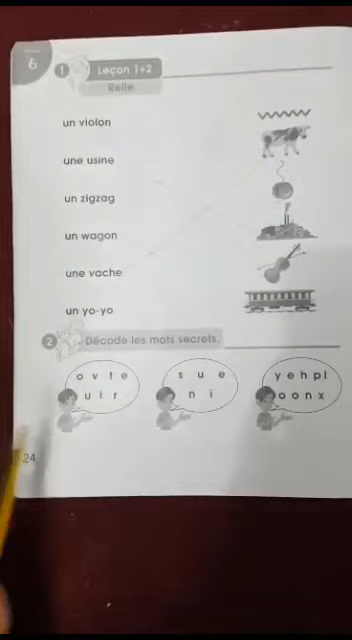 6
1 Leçon 1+2
Relie.
un violon
une usine
un zigzag
un wagon
une vache
un yo-yo
2 Décode les mots secrets.
o v t e
u i r
s u e
n i
y e h p l
o o n x
24